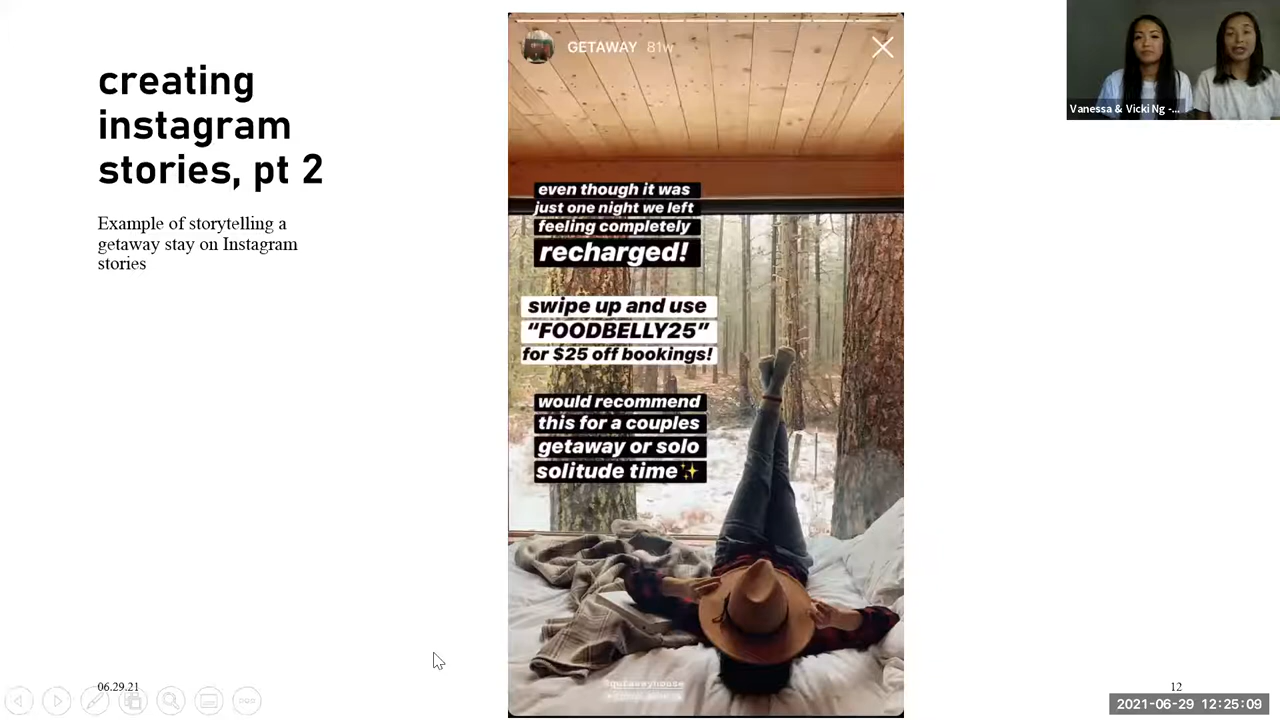 creating
instagram
stories, pt 2
Example of storytelling a
getaway stay on Instagram
stories
GETAWAY 81w
even though it was
just one night we left
feeling completely
recharged!
swipe up and use
“FOODBELLY25”
for $25 off bookings!
would recommend
this for a couples
getaway or solo
solitude time✨
Vanessa & Vicki Ng -...
06.29.21
12
2021-06-29 12:25:09